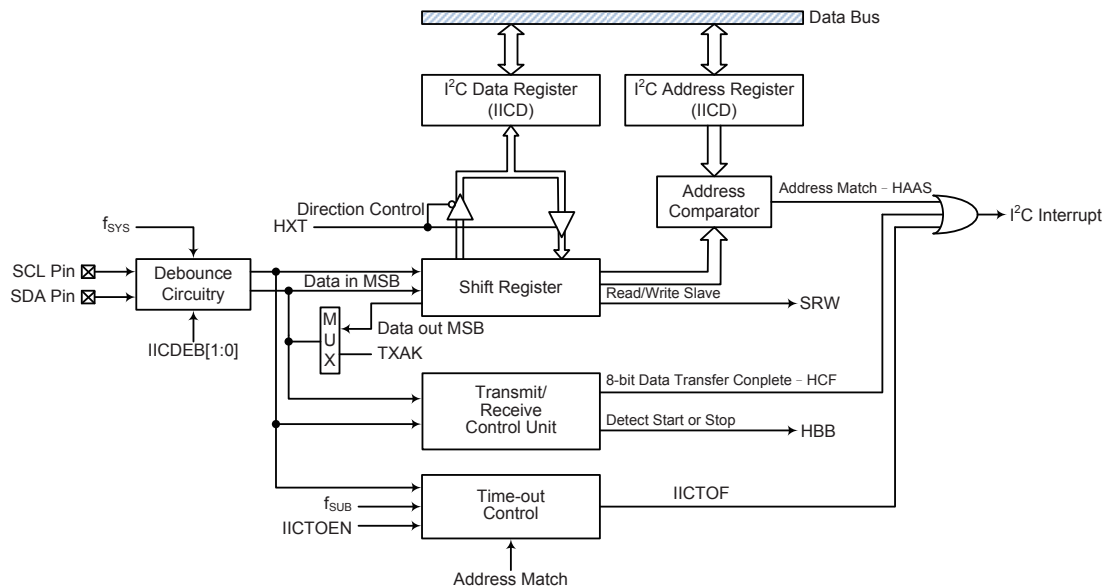 Data Bus
I²C Data Register
(IICD)
I²C Address Register
(IICD)
Direction Control
HXT
Address
Comparator
Address Match - HAAS
I²C Interrupt
fSYS
SCL Pin
SDA Pin
Debounce
Circuitry
IICDEB[1:0]
Data in MSB
Shift Register
Read/Write Slave
SRW
M
U
X
Data out MSB
TXAK
Transmit/
Receive
Control Unit
8-bit Data Transfer Conplete - HCF
Detect Start or Stop
HBB
fSUB
IICTOEN
Time-out
Control
IICTOF
Address Match